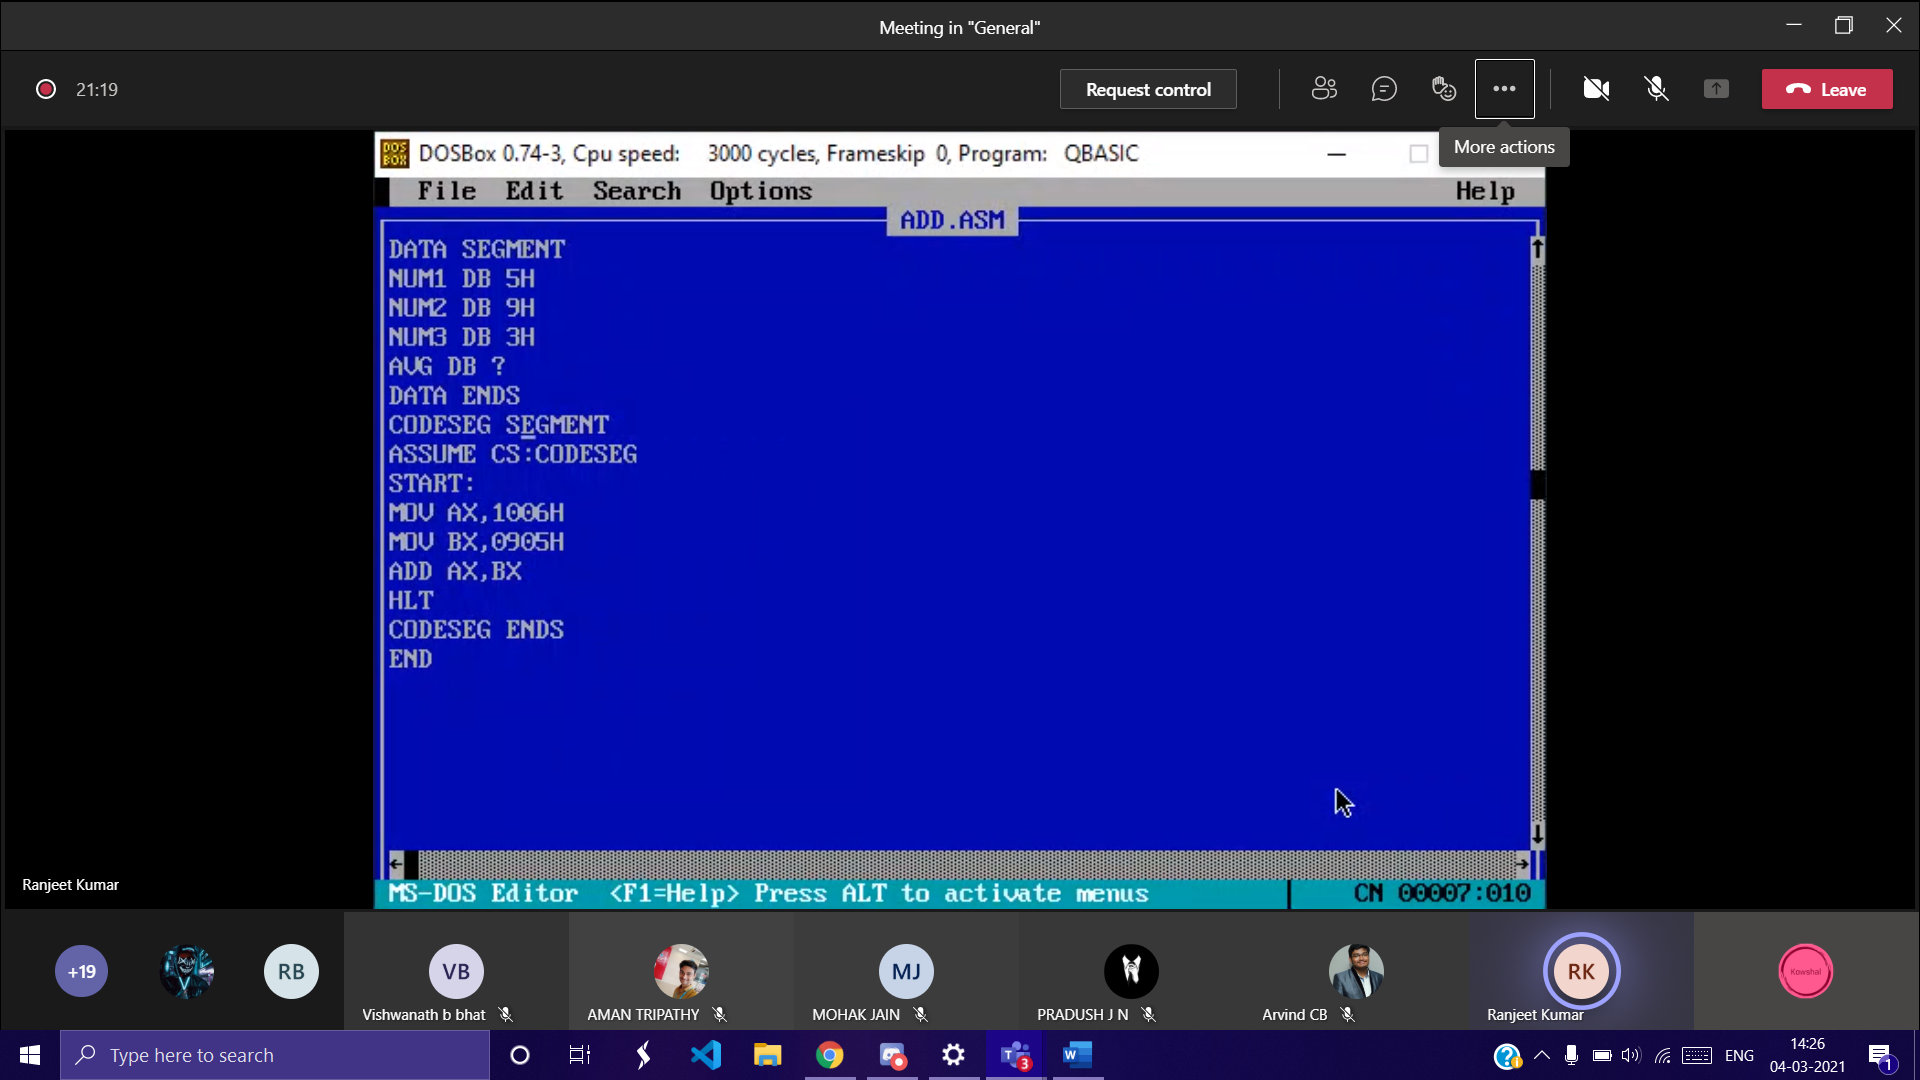 Meeting in "General"
21:19
Request control
Leave
More actions
DOSBox 0.74-3, Cpu speed: 3000 cycles, Frameskip 0, Program: QBASIC
File Edit Search Options Help
ADD.ASM
DATA SEGMENT
NUM1 DB 5H
NUM2 DB 9H
NUM3 DB 3H
AVG DB ?
DATA ENDS
CODESEG SEGMENT
ASSUME CS:CODESEG
START:
MOV AX,1006H
MOV BX,0905H
ADD AX,BX
HLT
CODESEG ENDS
END
MS-DOS Editor <F1=Help> Press ALT to activate menus CN 00007:010
Ranjeet Kumar
+19
RB
VB
MJ
RK
Kowshal
Vishwanath b bhat
AMAN TRIPATHY
MOHAK JAIN
PRADUSH J N
Arvind CB
Ranjeet Kumar
Type here to search
3
ENG
14:26
04-03-2021
1